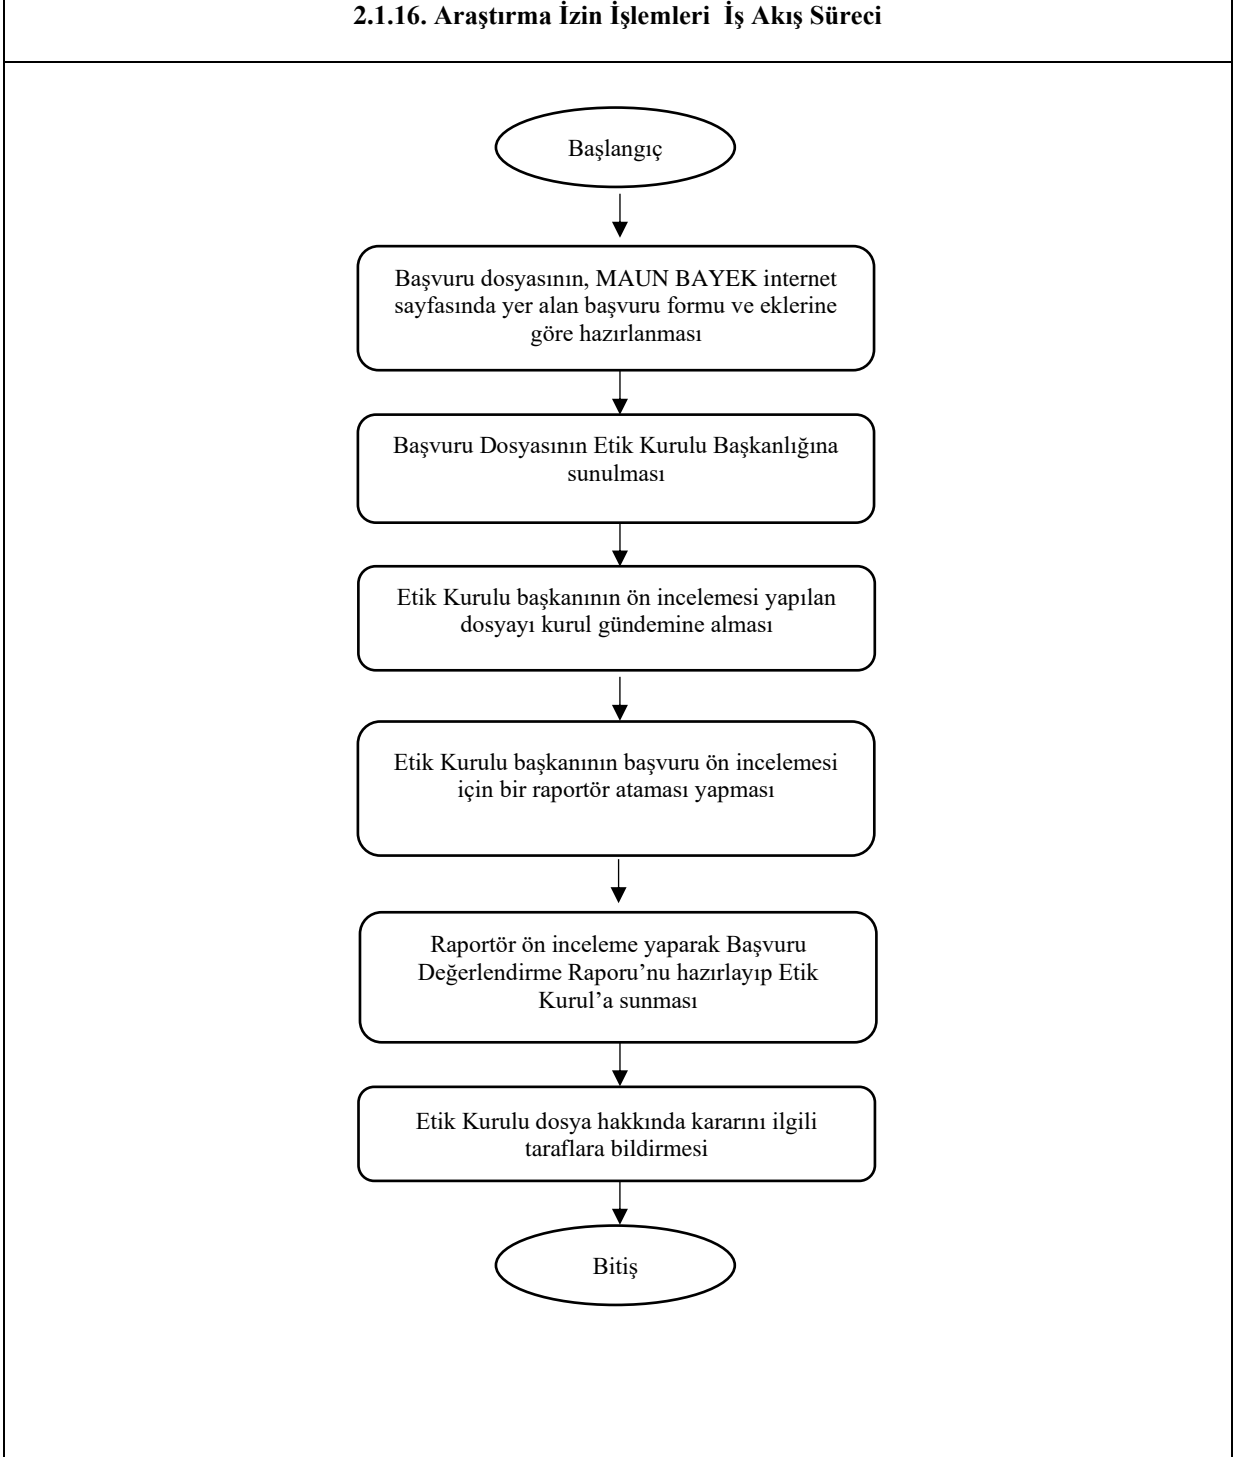 2.1.16. Araştırma İzin İşlemleri  İş Akış Süreci
Başlangıç
Başvuru dosyasının, MAUN BAYEK internet
sayfasında yer alan başvuru formu ve eklerine
göre hazırlanması
Başvuru Dosyasının Etik Kurulu Başkanlığına
sunulması
Etik Kurulu başkanının ön incelemesi yapılan
dosyayı kurul gündemine alması
Etik Kurulu başkanının başvuru ön incelemesi
için bir raportör ataması yapması
Raportör ön inceleme yaparak Başvuru
Değerlendirme Raporu’nu hazırlayıp Etik
Kurul’a sunması
Etik Kurulu dosya hakkında kararını ilgili
taraflara bildirmesi
Bitiş